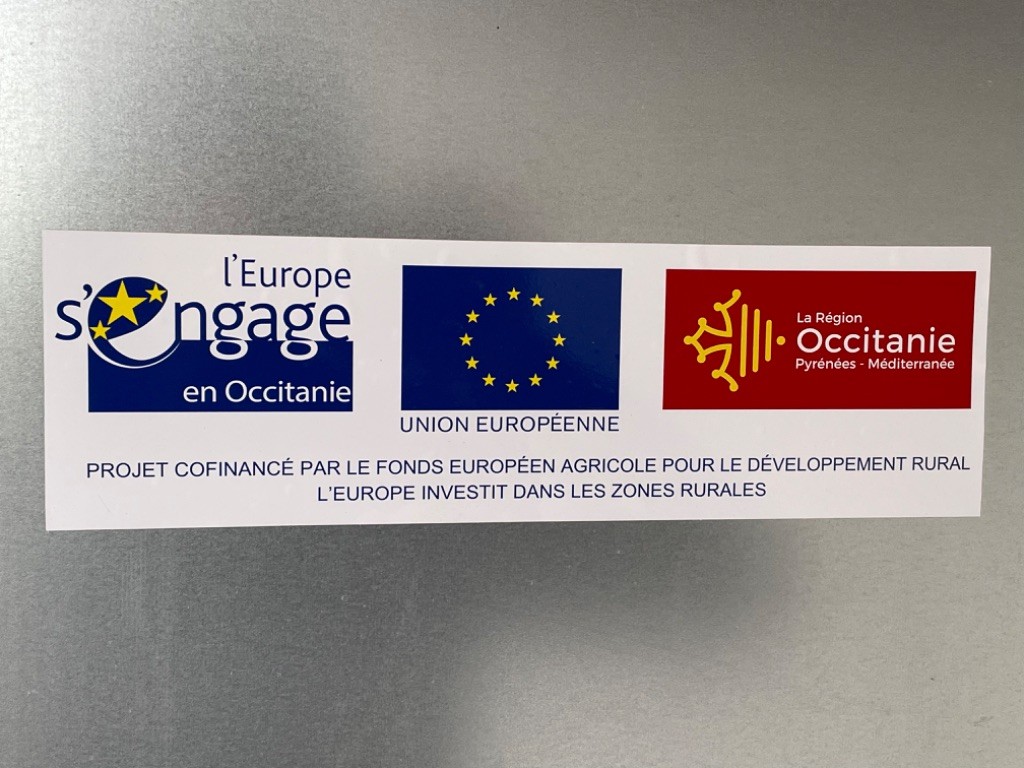 l'Europe
s'engage
en Occitanie
UNION EUROPÉENNE
La Région
Occitanie
Pyrénées - Méditerranée
PROJET COFINANCÉ PAR LE FONDS EUROPÉEN AGRICOLE POUR LE DÉVELOPPEMENT RURAL
L'EUROPE INVESTIT DANS LES ZONES RURALES